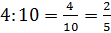 4:10 = 4/10 = 2/5